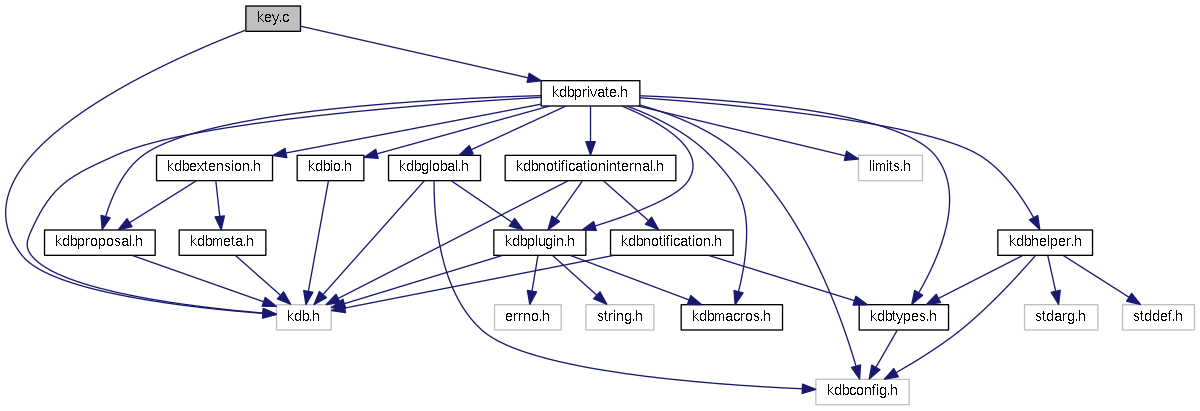 key.c
kdbprivate.h
kdbextension.h
kdbio.h
kdbglobal.h
kdbnotificationinternal.h
limits.h
kdbproposal.h
kdbmeta.h
kdbplugin.h
kdbnotification.h
kdbhelper.h
kdb.h
errno.h
string.h
kdbmacros.h
kdbtypes.h
stdarg.h
stddef.h
kdbconfig.h